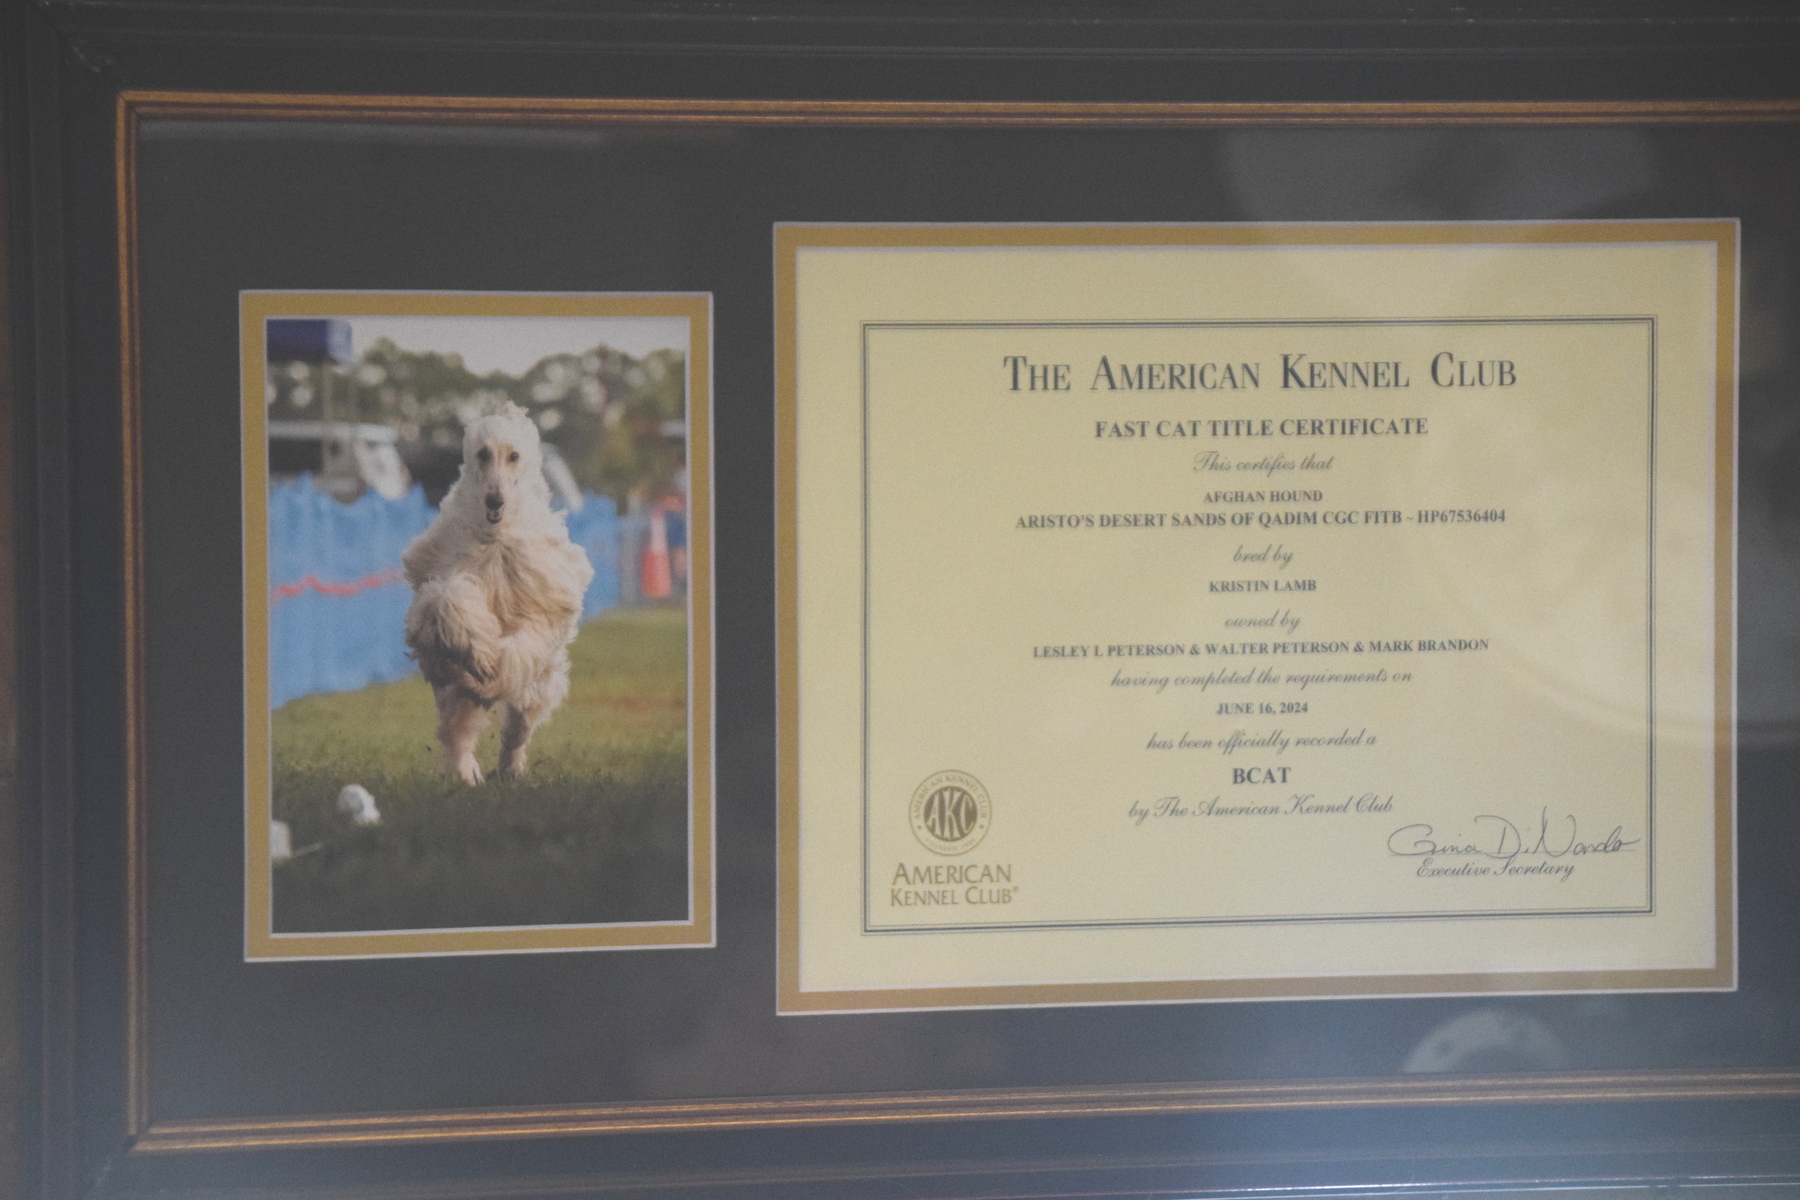 THE AMERICAN KENNEL CLUB
FAST CAT TITLE CERTIFICATE
This certifies that
AFGHAN HOUND
ARISTO'S DESERT SANDS OF QADIM CGC FITB ~ HP67536404
bred by
KRISTIN LAMB
owned by
LESLEY L PETERSON & WALTER PETERSON & MARK BRANDON
having completed the requirements on
JUNE 16, 2024
has been officially recorded a
BCAT
by The American Kennel Club
Gina DiNardo
Executive Secretary
AMERICAN KENNEL CLUB
AKC
AMERICAN
KENNEL CLUB®